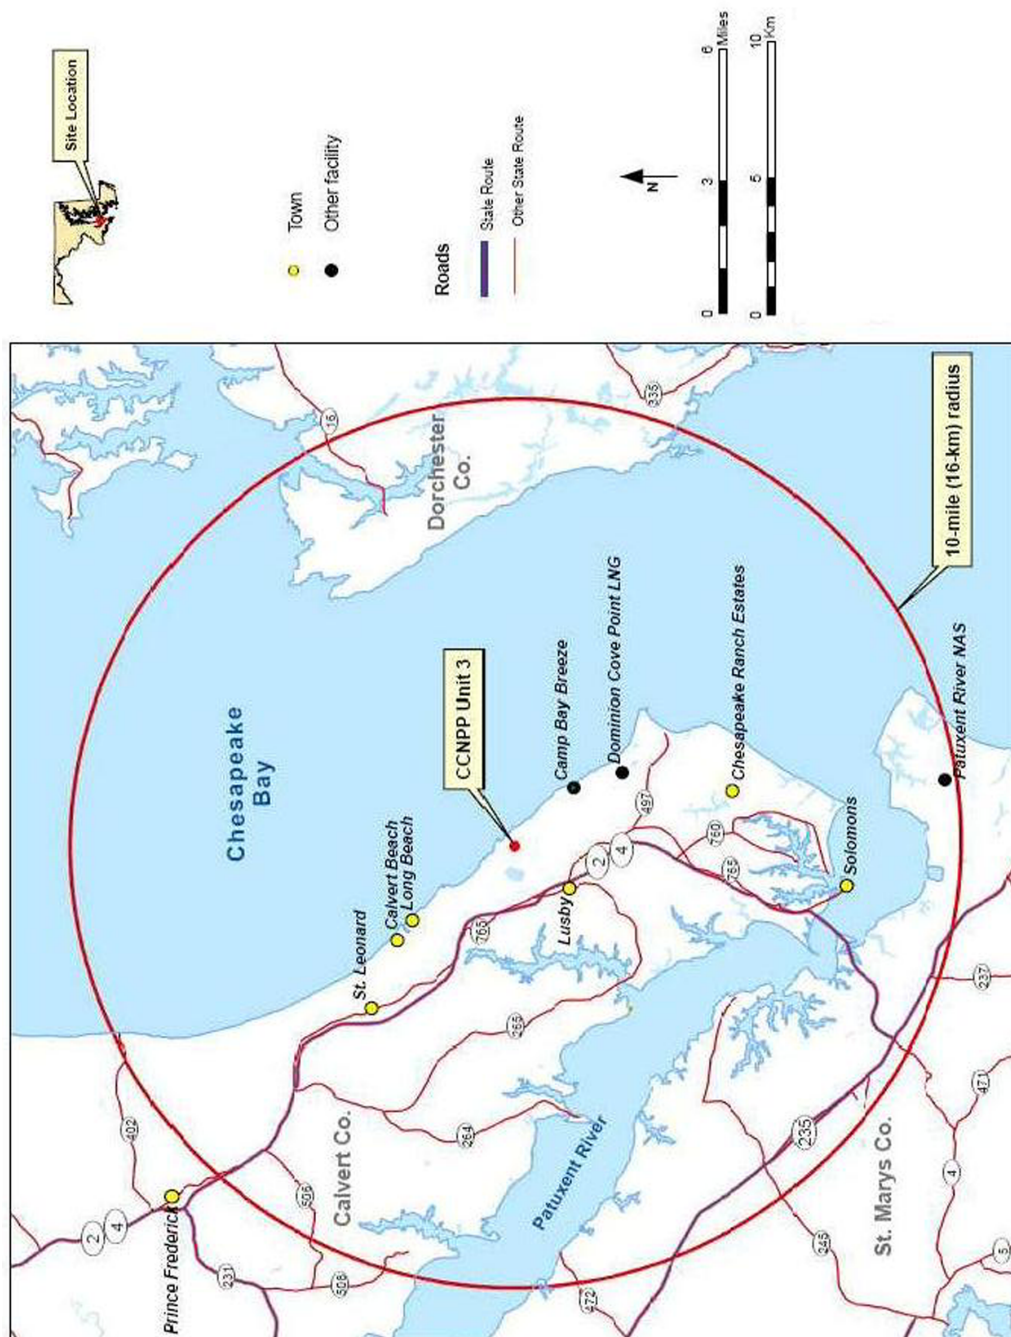 Site Location
Town
Other facility
Roads
State Route
Other State Route
N
0
3
6
Miles
0
5
10
Km
Chesapeake
Bay
Dorchester
Co.
16
335
10-mile (16-km) radius
CCNPP Unit 3
Camp Bay Breeze
Dominion Cove Point LNG
Chesapeake Ranch Estates
Patuxent River NAS
Calvert Beach
Long Beach
St. Leonard
Lusby
Solomons
Prince Frederick
Calvert Co.
Patuxent River
St. Marys Co.
2
4
402
231
506
508
264
265
765
2
4
497
760
765
235
237
471
4
245
5
472